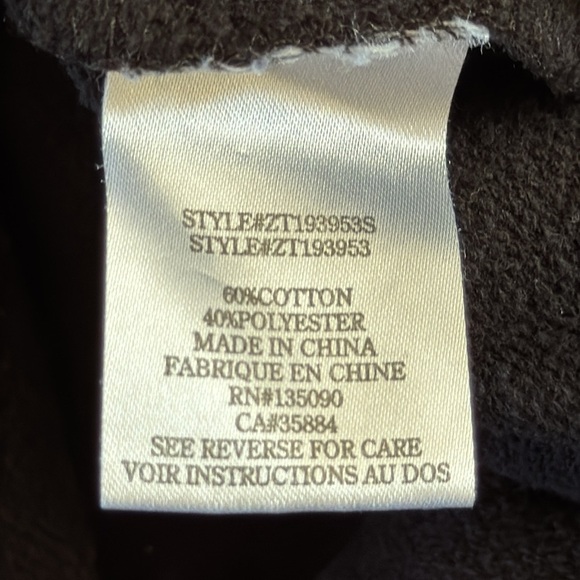 STYLE#ZT193953S
STYLE#ZT193953
60%COTTON
40%POLYESTER
MADE IN CHINA
FABRIQUE EN CHINE
RN#135090
CA#35884
SEE REVERSE FOR CARE
VOIR INSTRUCTIONS AU DOS